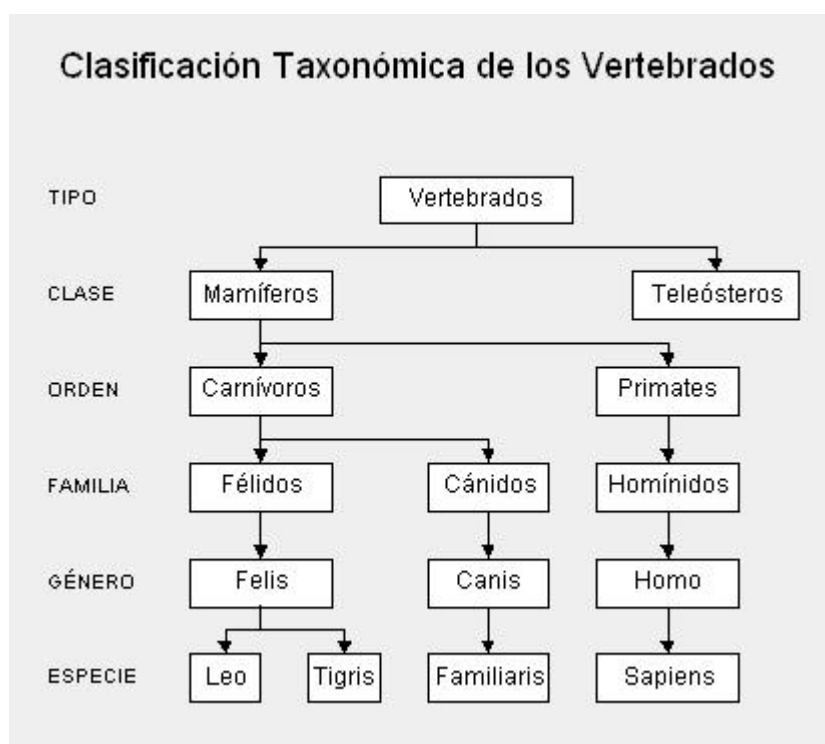 Clasificación Taxonómica de los Vertebrados
TIPO Vertebrados
CLASE Mamíferos Teleósteros
ORDEN Carnívoros Primates
FAMILIA Félidos Cánidos Homínidos
GÉNERO Felis Canis Homo
ESPECIE Leo Tigris Familiaris Sapiens